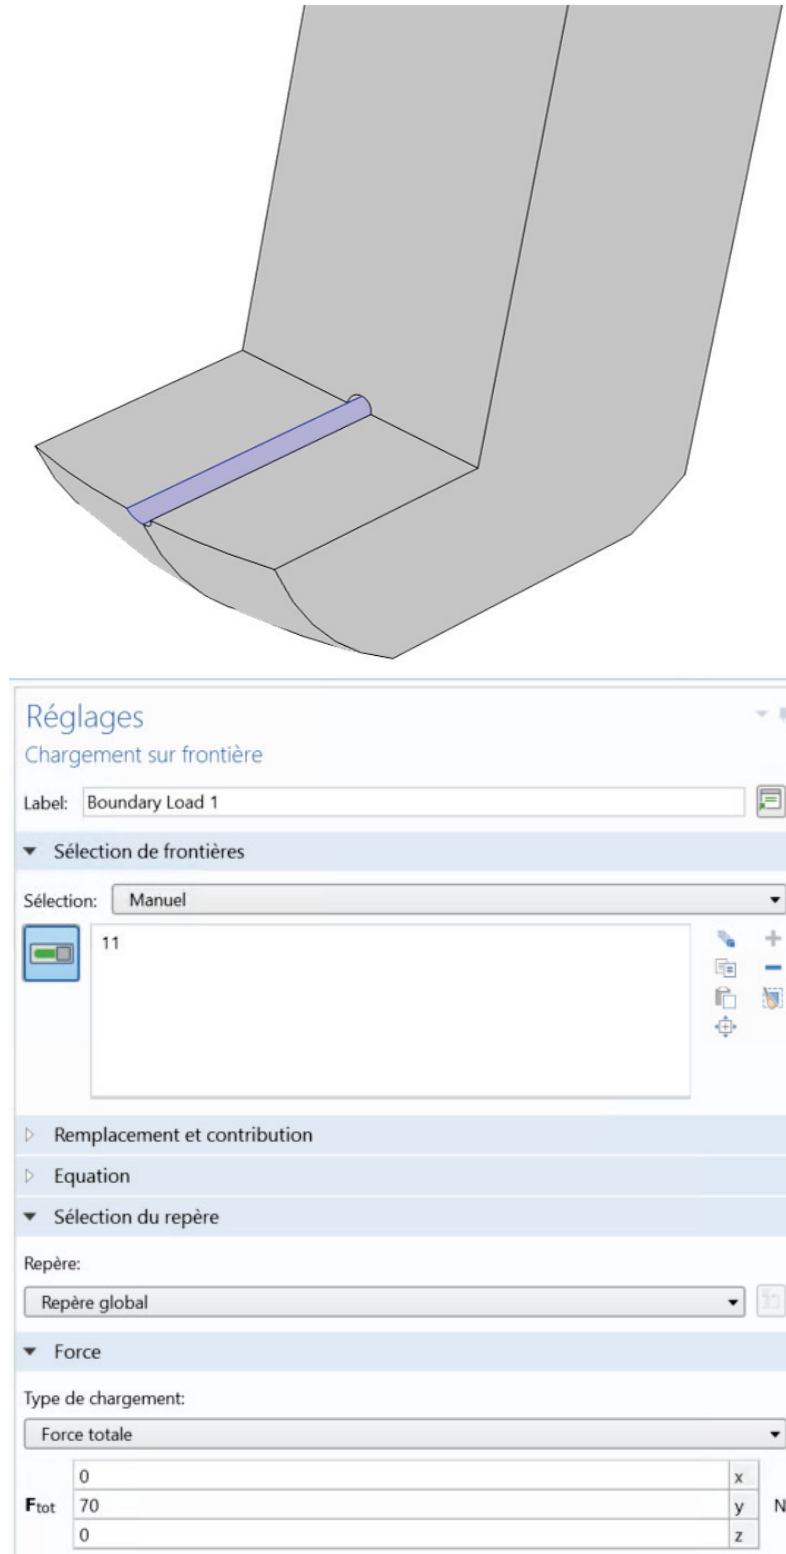 Réglages
Chargement sur frontière
Label: Boundary Load 1
Sélection de frontières
Sélection: Manuel
11
Remplacement et contribution
Equation
Sélection du repère
Repère:
Repère global
Force
Type de chargement:
Force totale
0 x
Ftot 70 y N
0 z